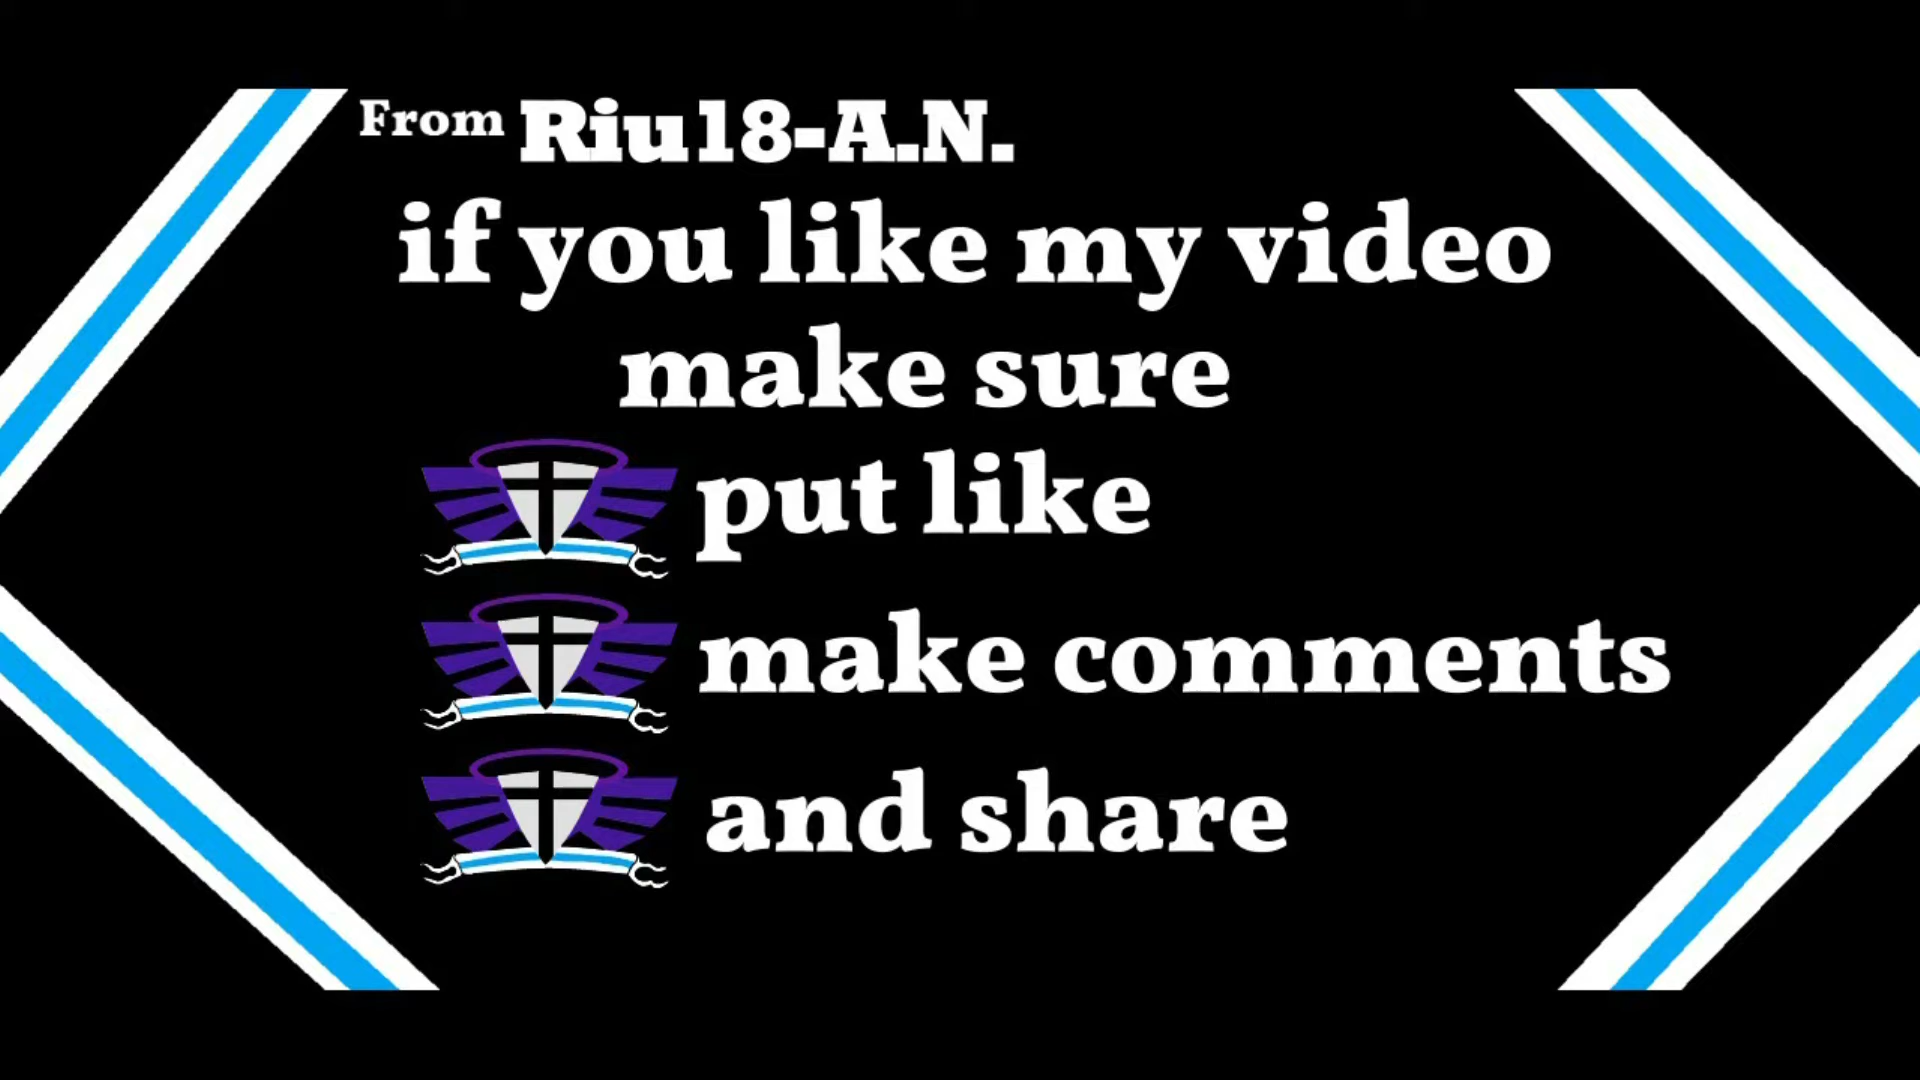 From Riu18-A.N.
if you like my video
make sure
put like
make comments
and share